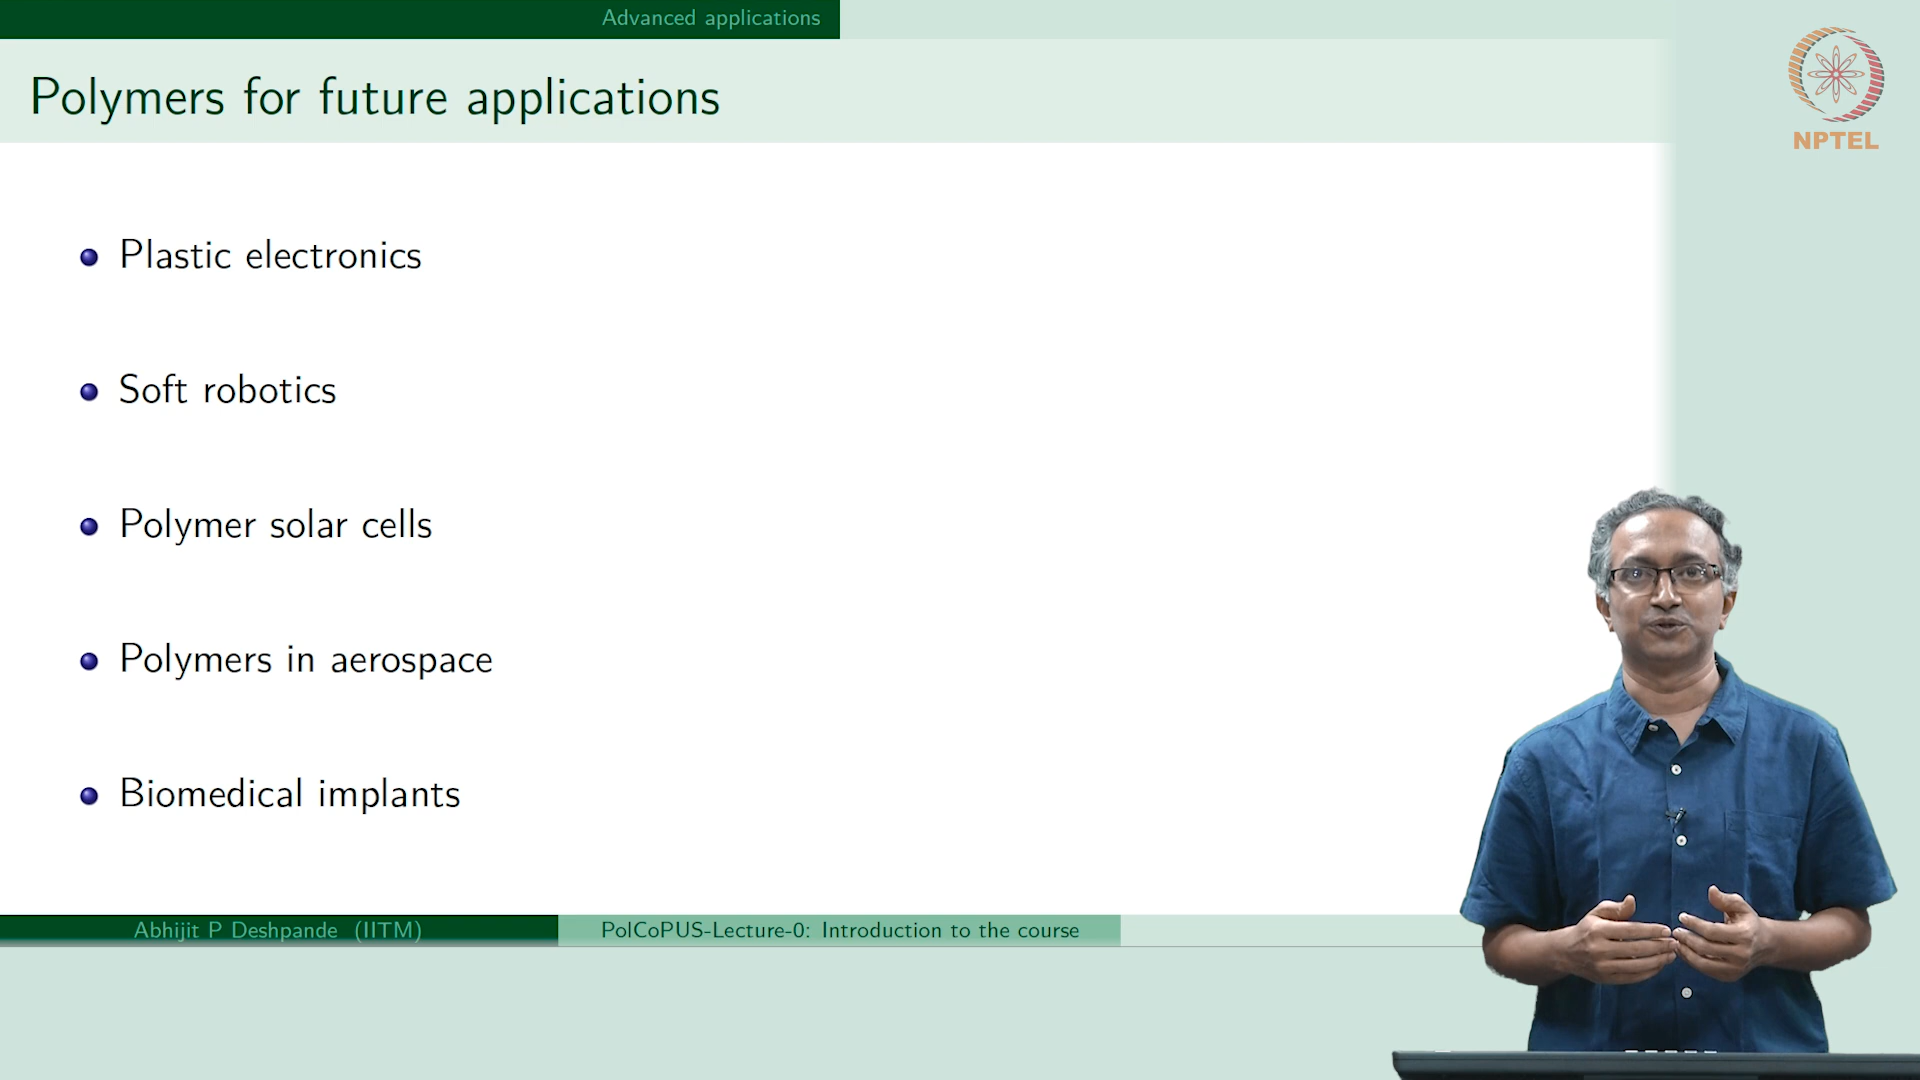 Advanced applications
Polymers for future applications
NPTEL
Plastic electronics
Soft robotics
Polymer solar cells
Polymers in aerospace
Biomedical implants
Abhijit P Deshpande (IITM)
PolCoPUS-Lecture-0: Introduction to the course